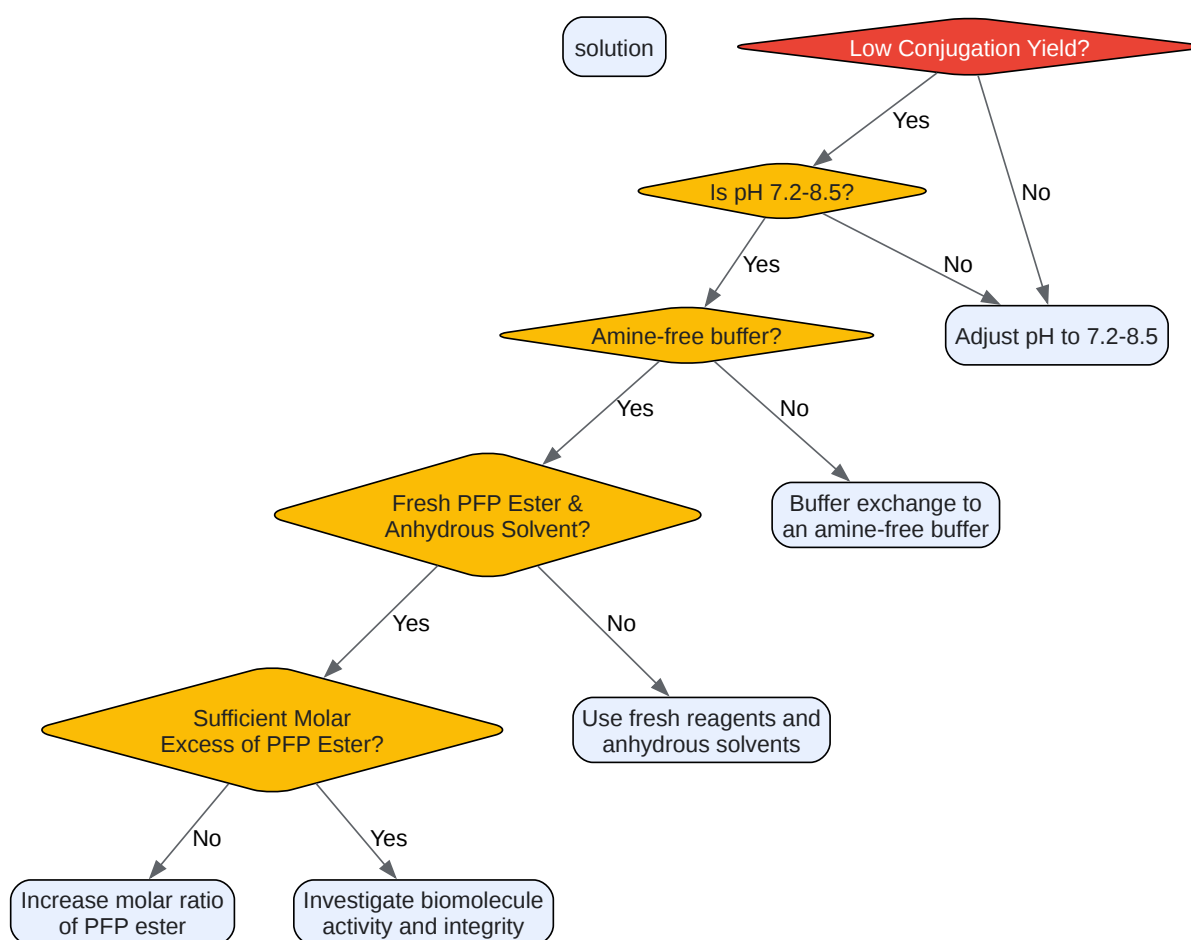 solution
Low Conjugation Yield?
Yes
Is pH 7.2-8.5?
No
Yes
No
Amine-free buffer?
Adjust pH to 7.2-8.5
Yes
No
Fresh PFP Ester &
Anhydrous Solvent?
Buffer exchange to
an amine-free buffer
Yes
No
Sufficient Molar
Excess of PFP Ester?
Use fresh reagents and
anhydrous solvents
No
Yes
Increase molar ratio
of PFP ester
Investigate biomolecule
activity and integrity